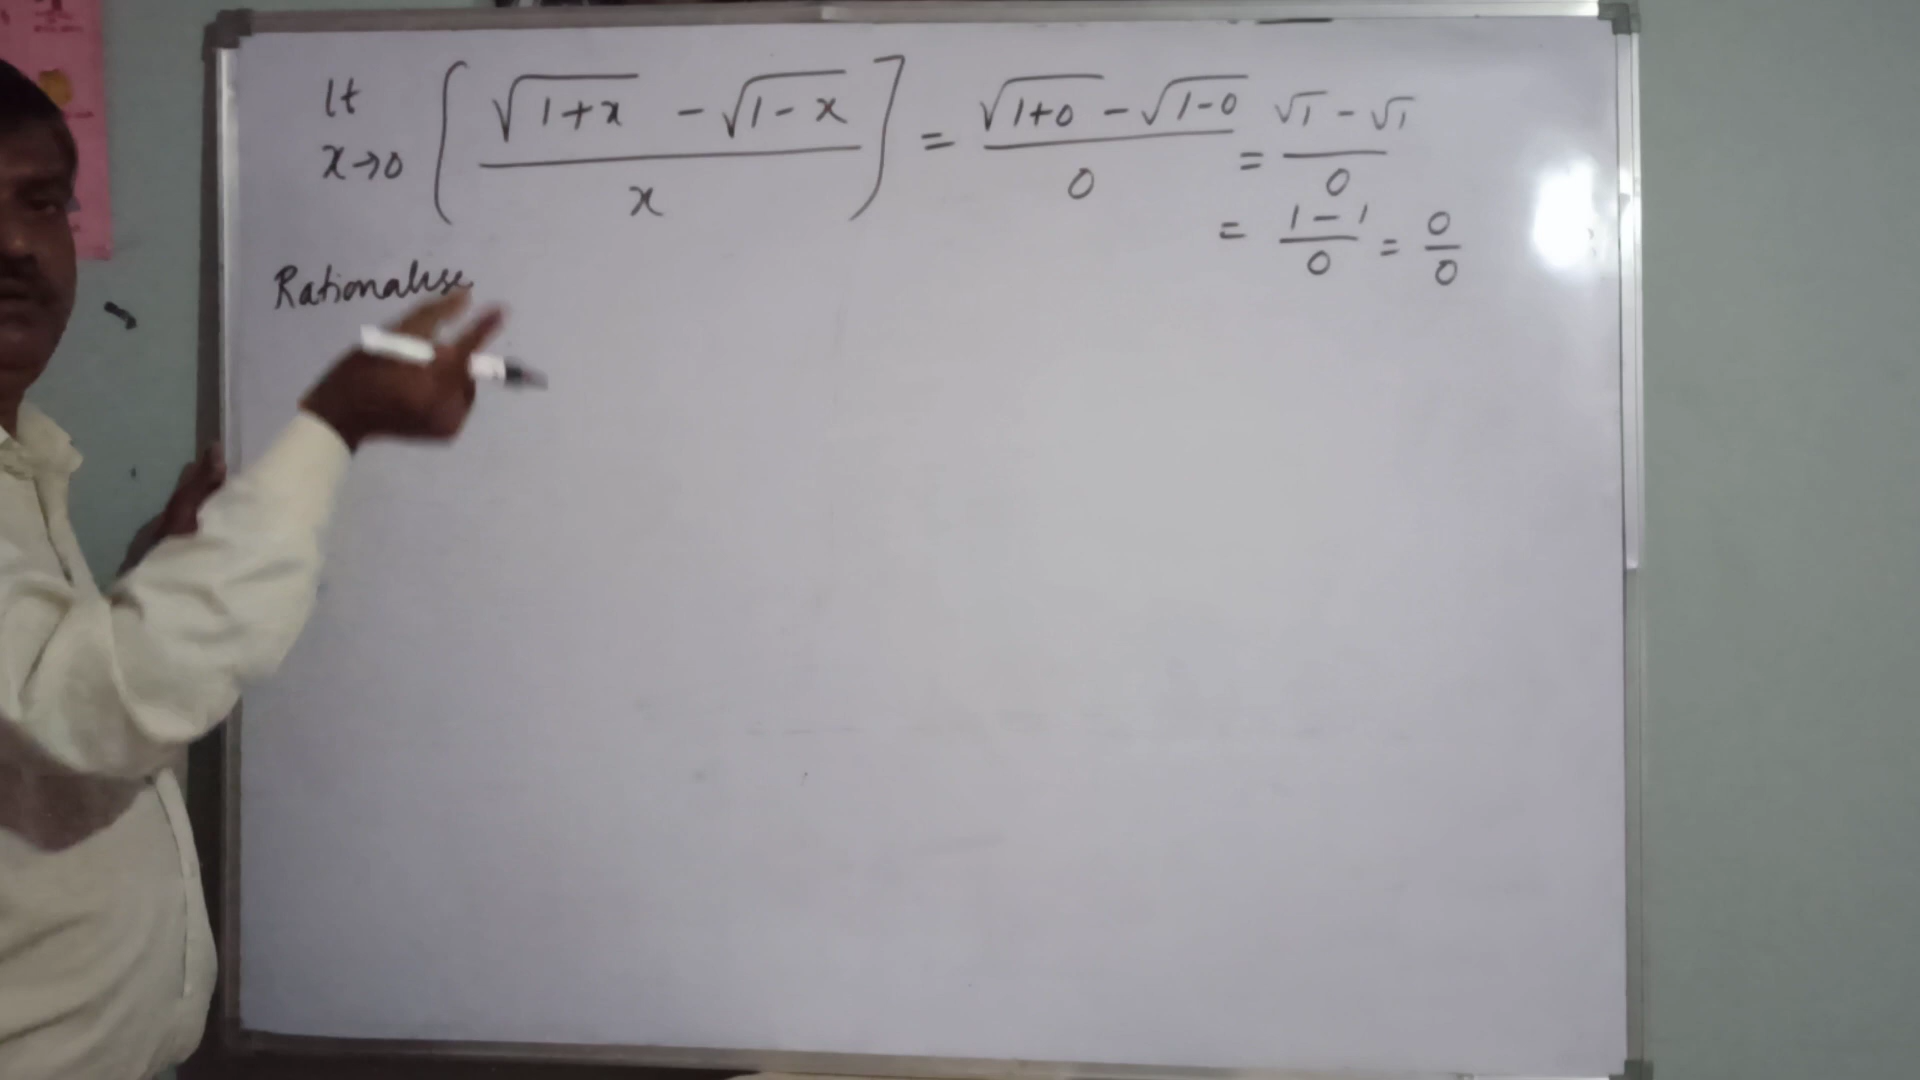 lt x→0 [ (√1+x - √1-x) / x ] = (√1+0 - √1-0) / 0 = (√1 - √1) / 0
= (1-1) / 0 = 0 / 0
Rationalise